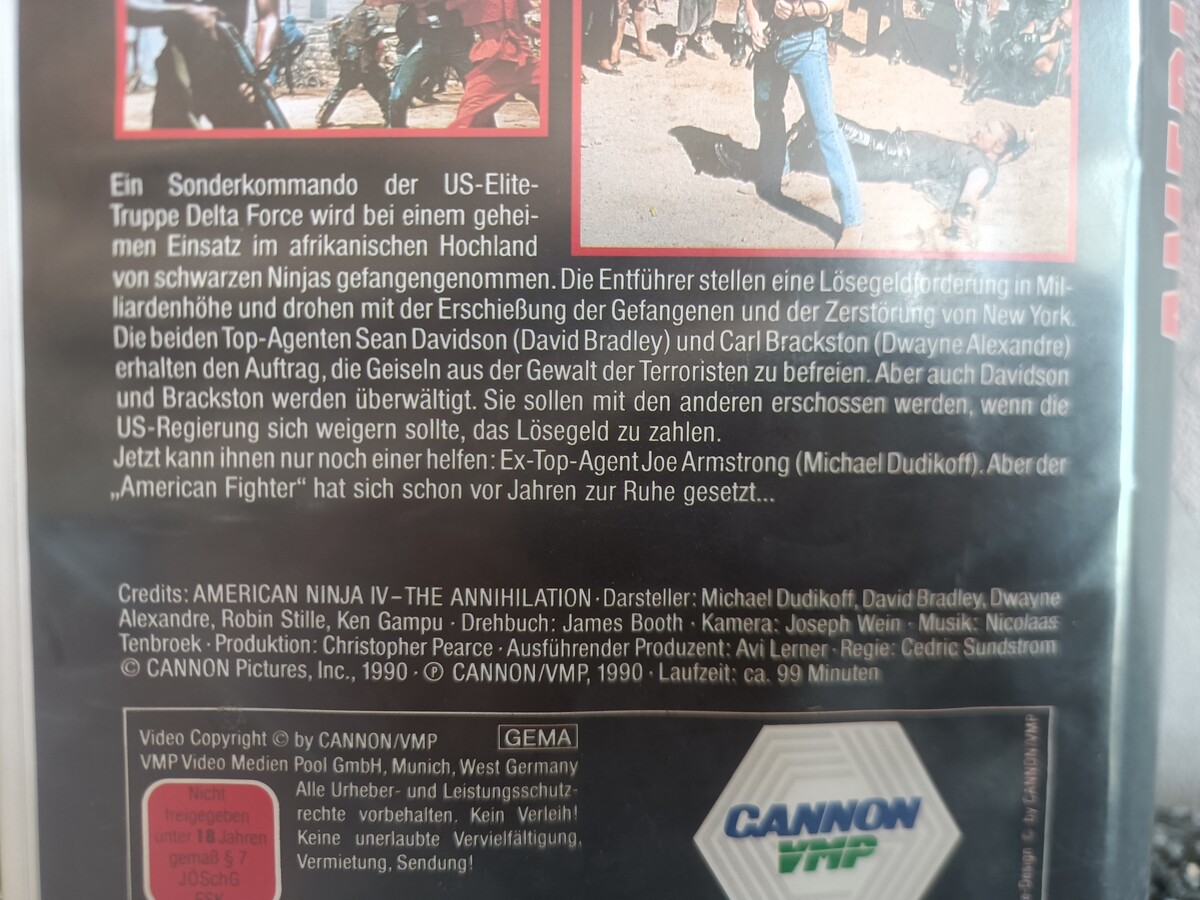 Ein Sonderkommando der US-Elite-
Truppe Delta Force wird bei einem gehei-
men Einsatz im afrikanischen Hochland
von schwarzen Ninjas gefangengenommen. Die Entführer stellen eine Lösegeldforderung in Mil-
liardenhöhe und drohen mit der Erschießung der Gefangenen und der Zerstörung von New York.
Die beiden Top-Agenten Sean Davidson (David Bradley) und Carl Brackston (Dwayne Alexandre)
erhalten den Auftrag, die Geiseln aus der Gewalt der Terroristen zu befreien. Aber auch Davidson
und Brackston werden überwältigt. Sie sollen mit den anderen erschossen werden, wenn die
US-Regierung sich weigern sollte, das Lösegeld zu zahlen.
Jetzt kann ihnen nur noch einer helfen: Ex-Top-Agent Joe Armstrong (Michael Dudikoff). Aber der
„American Fighter“ hat sich schon vor Jahren zur Ruhe gesetzt...
Credits: AMERICAN NINJA IV – THE ANNIHILATION · Darsteller: Michael Dudikoff, David Bradley, Dwayne
Alexandre, Robin Stille, Ken Gampu · Drehbuch: James Booth · Kamera: Joseph Wein · Musik: Nicolaas
Tenbroek · Produktion: Christopher Pearce · Ausführender Produzent: Avi Lerner · Regie: Cedric Sundstrom
© CANNON Pictures, Inc., 1990 · ℗ CANNON/VMP, 1990 · Laufzeit: ca. 99 Minuten
Video Copyright © by CANNON/VMP GEMA
VMP Video Medien Pool GmbH, Munich, West Germany
Alle Urheber- und Leistungsschutz-
rechte vorbehalten. Kein Verleih!
Keine unerlaubte Vervielfältigung,
Vermietung, Sendung!
Nicht
freigegeben
unter 18 Jahren
gemäß § 7
JÖSchG
FSK
CANNON
VMP
Design © by CANNON/VMP